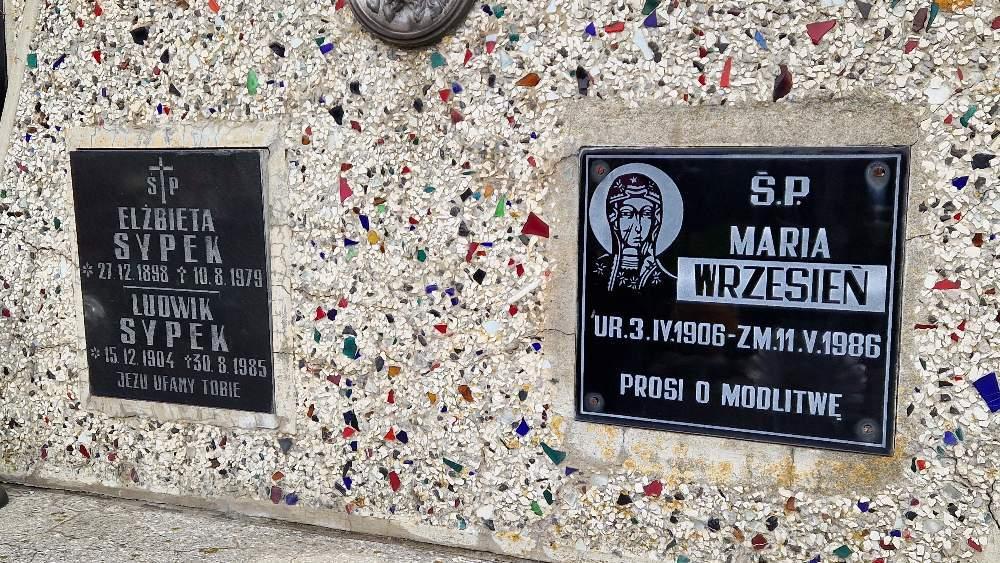 Ś P
ELŻBIETA
SYPEK
* 27.12.1898 † 10.8.1979
LUDWIK
SYPEK
* 15.12.1904 †30.8.1985
JEZU UFAMY TOBIE
Ś.P.
MARIA
WRZESIEŃ
UR.3.IV.1906-ZM.11.V.1986
PROSI O MODLITWĘ